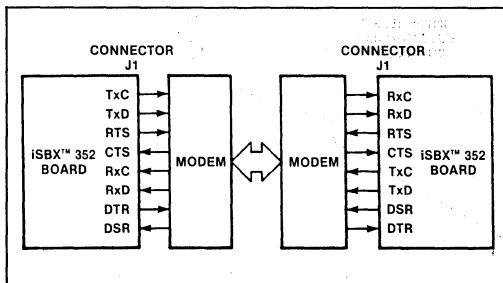 CONNECTOR
J1
CONNECTOR
J1
iSBX™ 352
BOARD
TxC
TxD
RTS
CTS
RxC
RxD
DTR
DSR
MODEM
MODEM
RxC
RxD
RTS
CTS
TxC
TxD
DSR
DTR
iSBX™ 352
BOARD